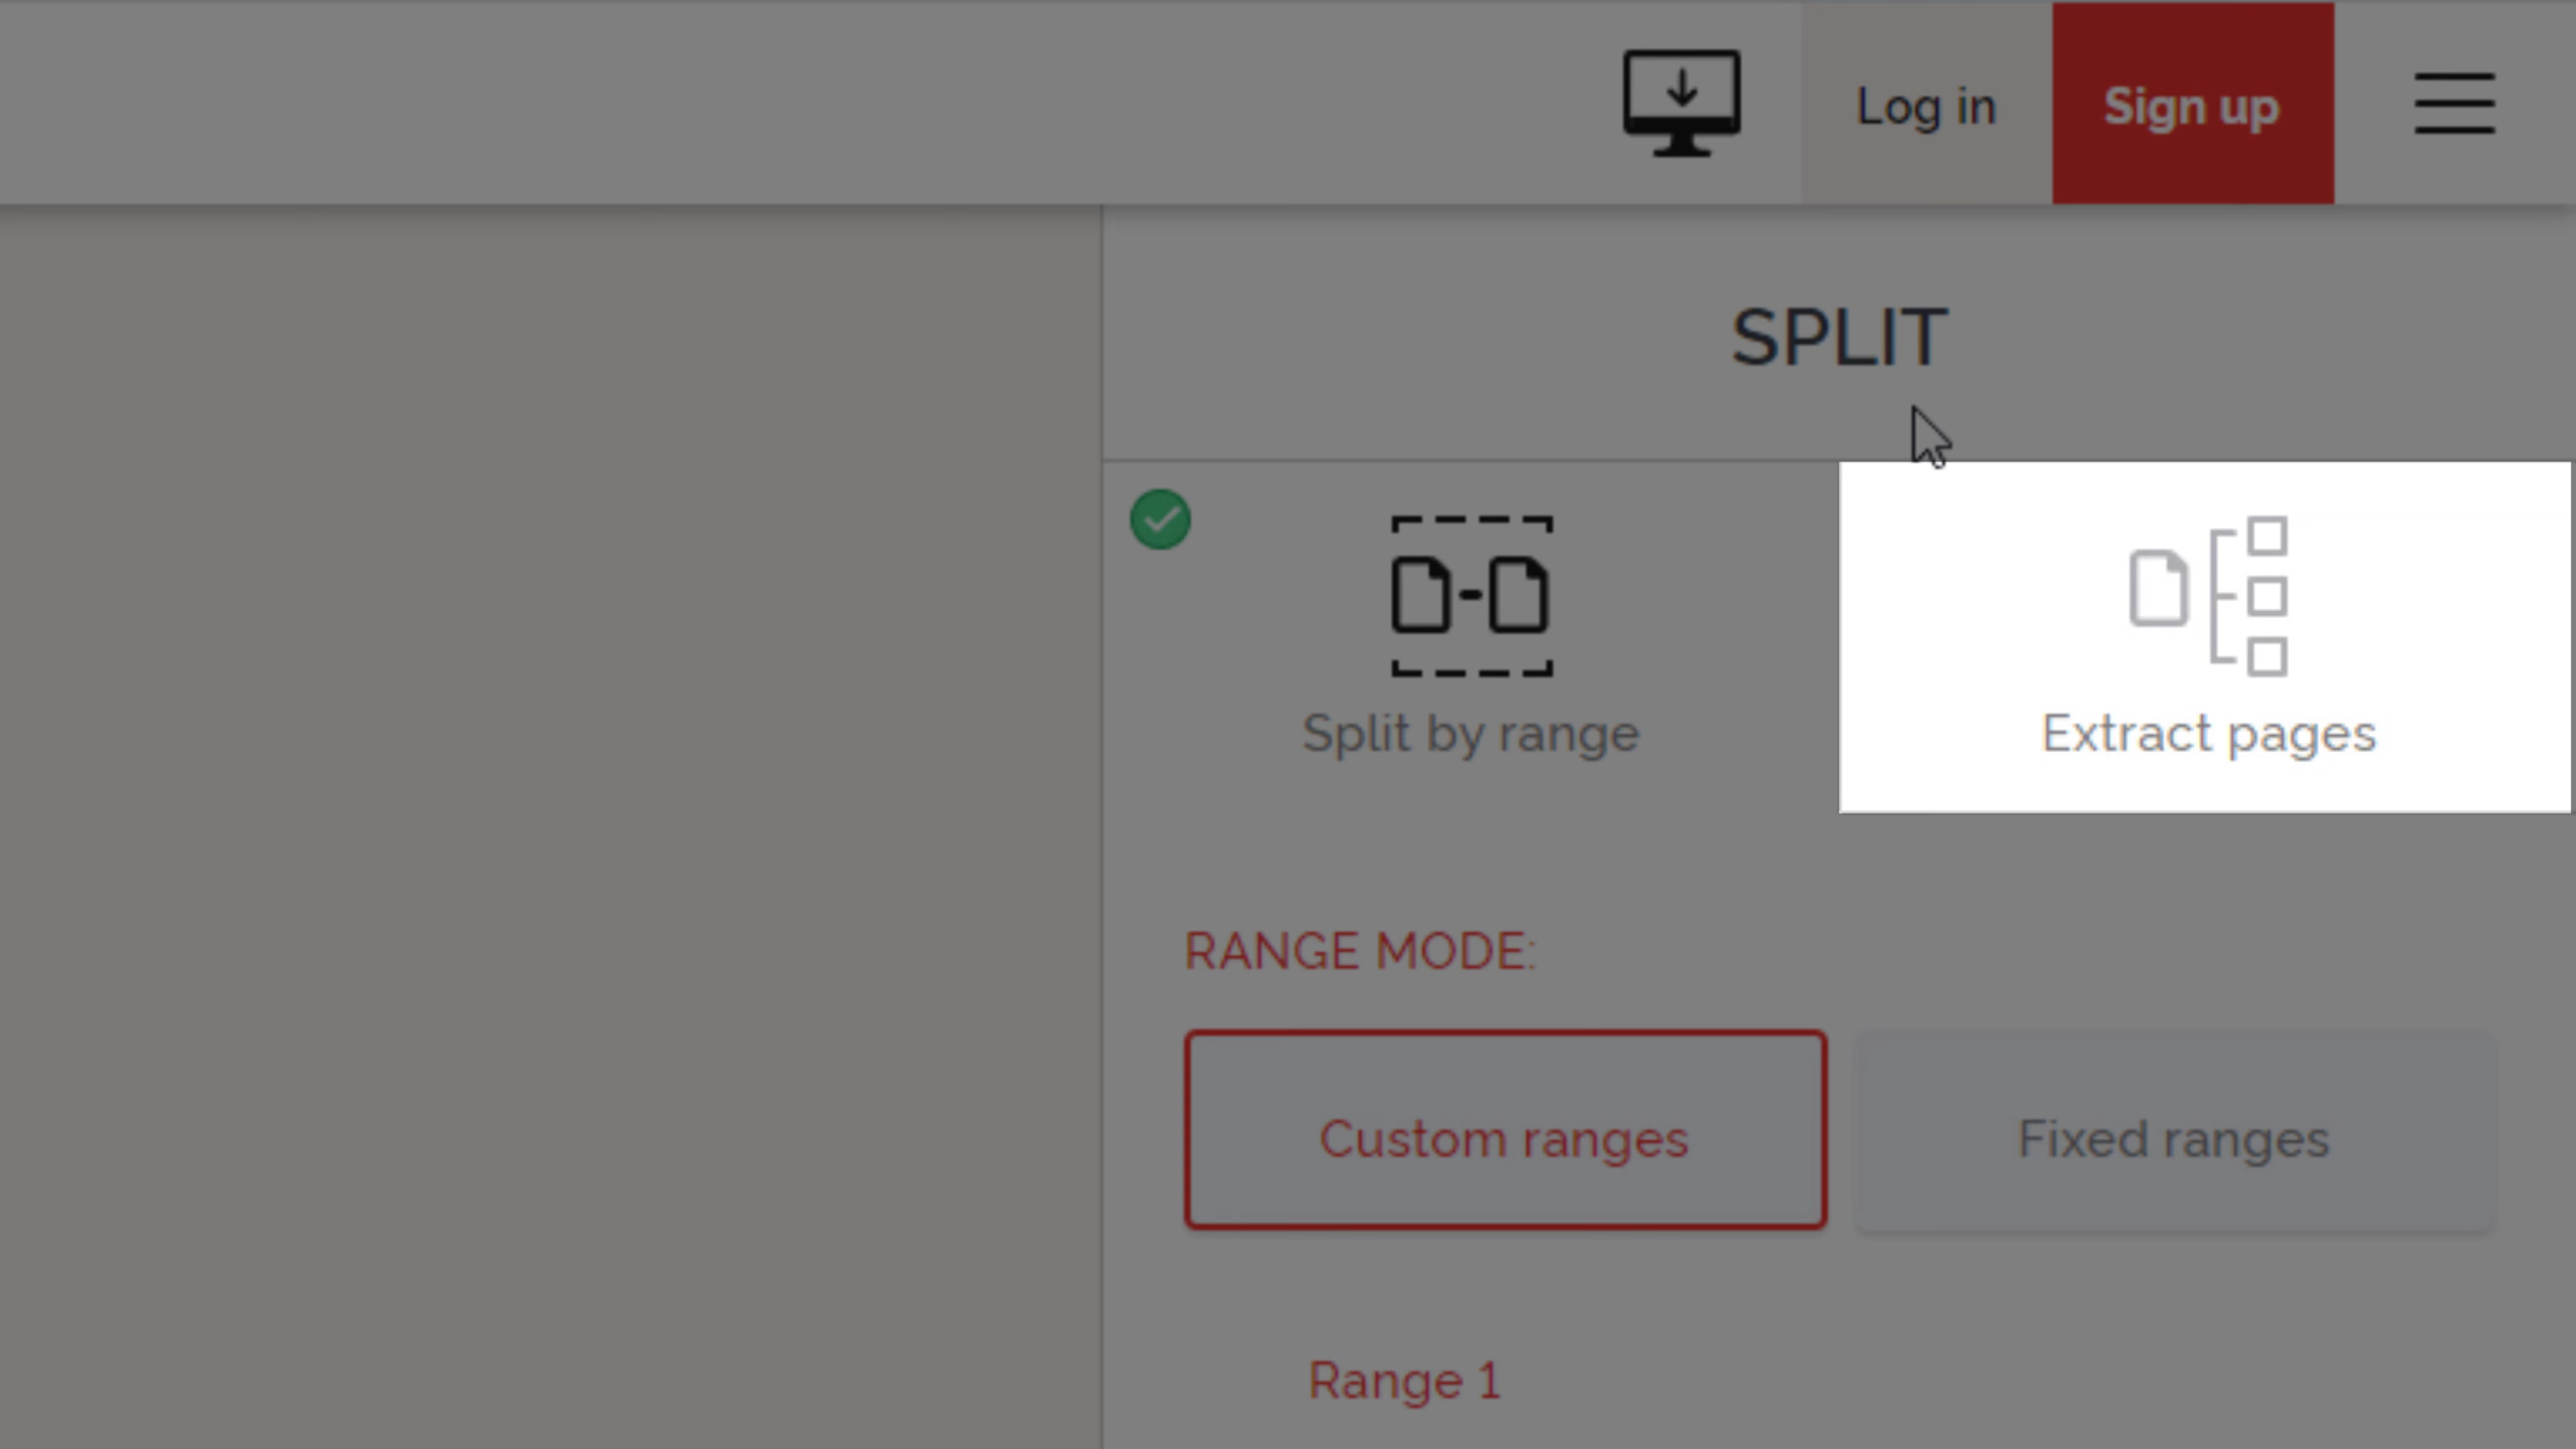 Log in Sign up
SPLIT
Split by range Extract pages
RANGE MODE:
Custom ranges Fixed ranges
Range 1